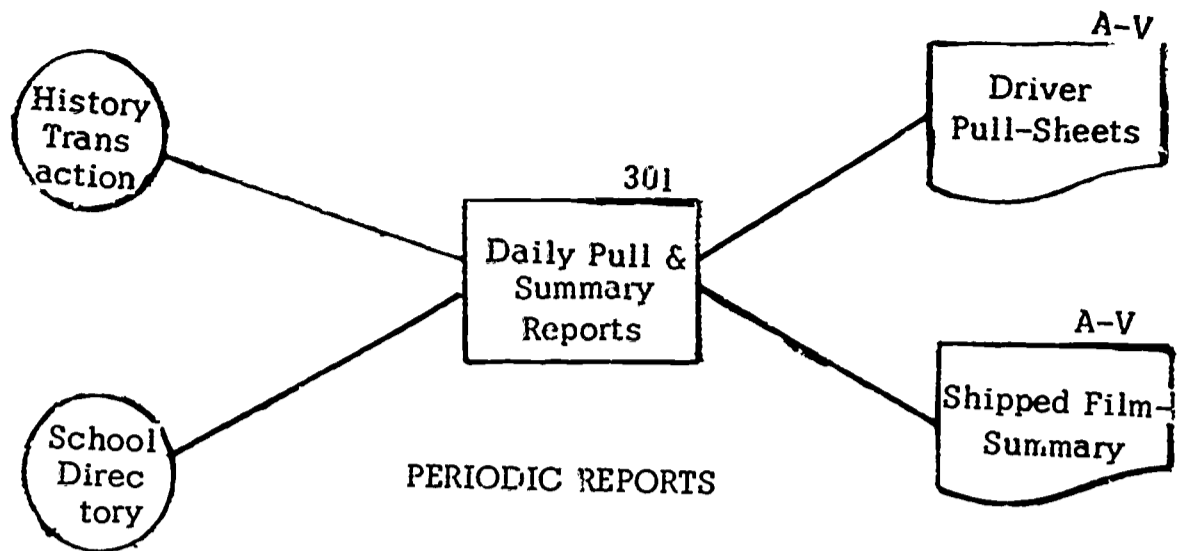 History
Trans
action
School
Direc
tory
301
Daily Pull &
Summary
Reports
PERIODIC REPORTS
A-V
Driver
Pull-Sheets
A-V
Shipped Film-
Summary